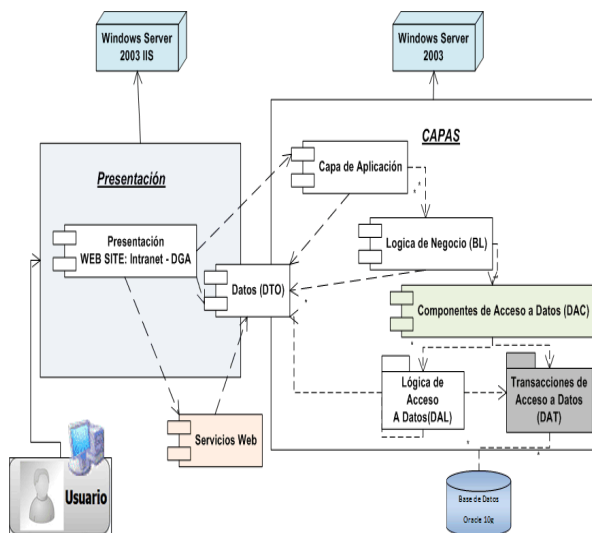 Windows Server
2003 IIS
Windows Server
2003
CAPAS
Capa de Aplicación
Presentación
Presentación
WEB SITE: Intranet - DGA
Logica de Negocio (BL)
Datos (DTO)
Componentes de Acceso a Datos (DAC)
Lógica de
Acceso
A Datos(DAL)
Transacciones de
Acceso a Datos
(DAT)
Servicios Web
Usuario
Base de Datos
Oracle 10g